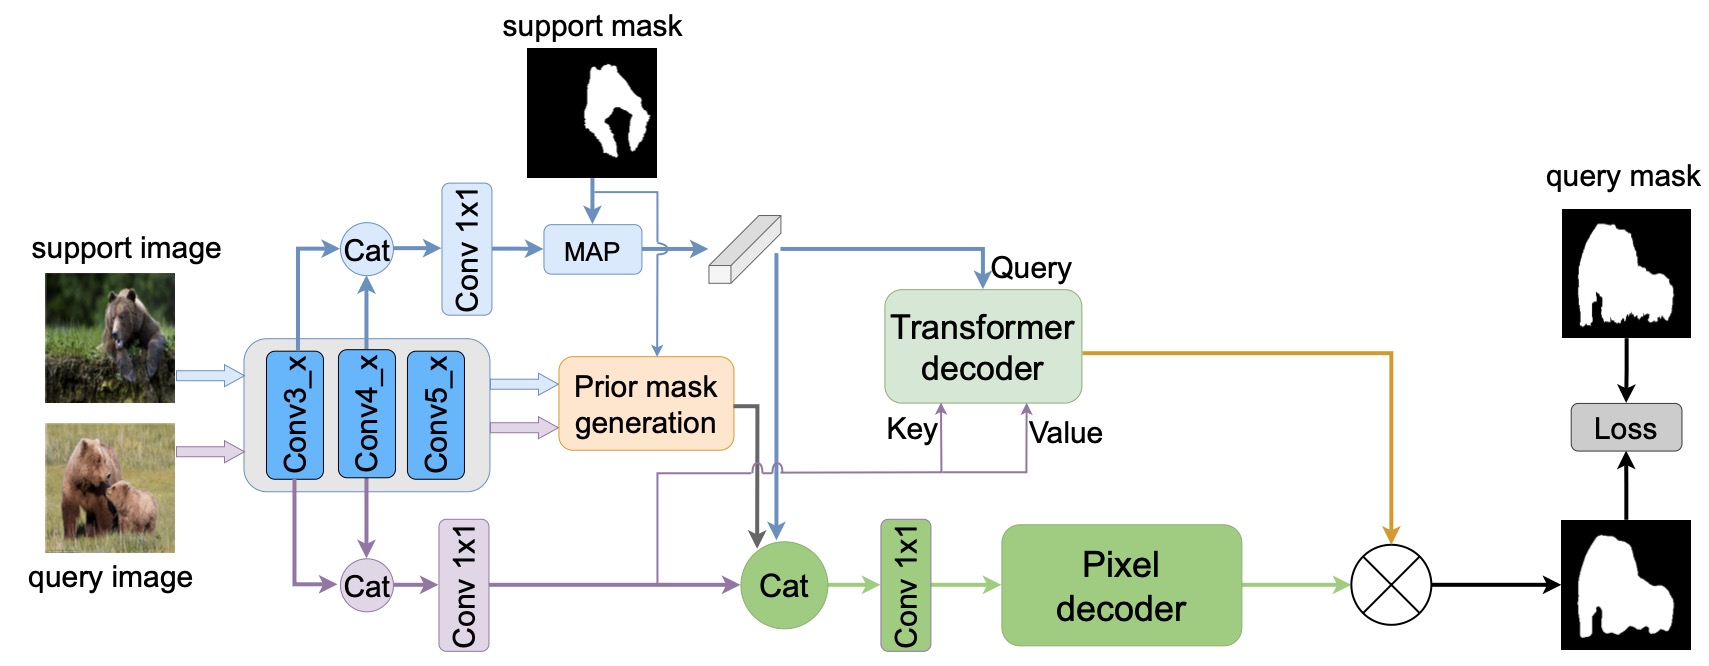 support mask
query mask
support image
Cat
Conv 1x1
MAP
Query
Transformer
decoder
Conv3_x
Conv4_x
Conv5_x
Prior mask
generation
Key
Value
Loss
query image
Cat
Conv 1x1
Cat
Conv 1x1
Pixel
decoder